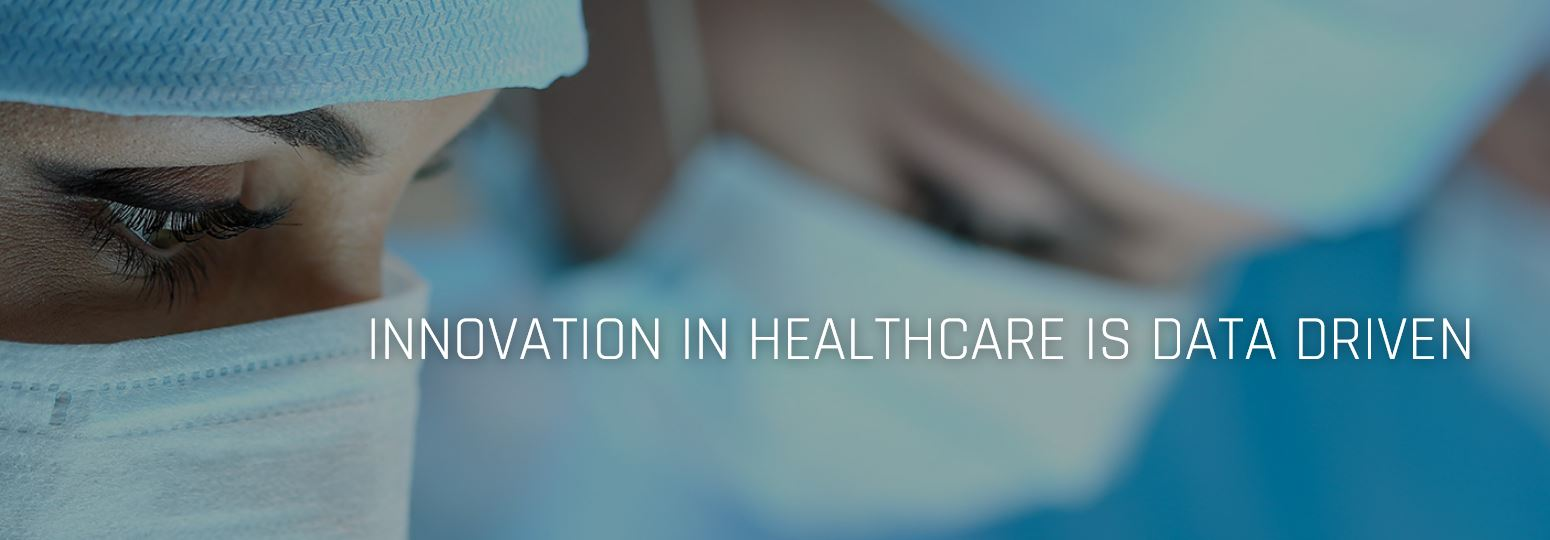 INNOVATION IN HEALTHCARE IS DATA DRIVEN